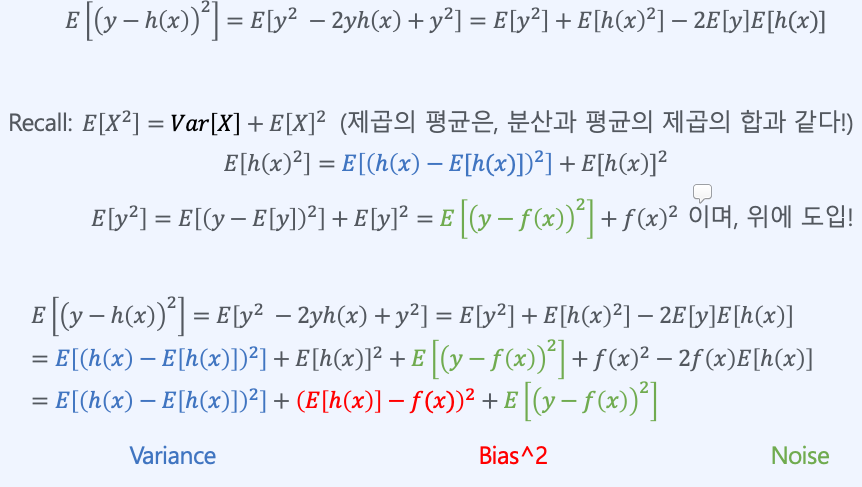 E[(y − h(x))²] = E[y² − 2yh(x) + y²] = E[y²] + E[h(x)²] − 2E[y]E[h(x)]
Recall: E[X²] = Var[X] + E[X]² (제곱의 평균은, 분산과 평균의 제곱의 합과 같다!)
E[h(x)²] = E[(h(x) − E[h(x)])²] + E[h(x)]²
E[y²] = E[(y − E[y])²] + E[y]² = E[(y − f(x))²] + f(x)² 이며, 위에 도입!
E[(y − h(x))²] = E[y² − 2yh(x) + y²] = E[y²] + E[h(x)²] − 2E[y]E[h(x)]
= E[(h(x) − E[h(x)])²] + E[h(x)]² + E[(y − f(x))²] + f(x)² − 2f(x)E[h(x)]
= E[(h(x) − E[h(x)])²] + (E[h(x)] − f(x))² + E[(y − f(x))²]
Variance Bias^2 Noise